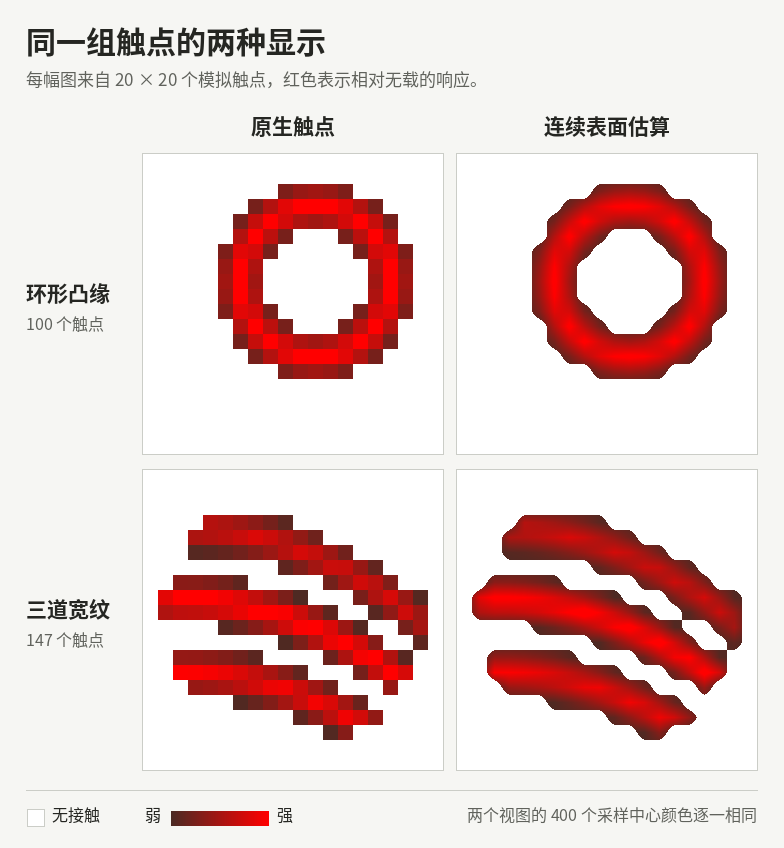 同一组触点的两种显示
每幅图来自 20 × 20 个模拟触点，红色表示相对无载的响应。
原生触点
连续表面估算
环形凸缘
100 个触点
三道宽纹
147 个触点
无接触
弱
强
两个视图的 400 个采样中心颜色逐一相同